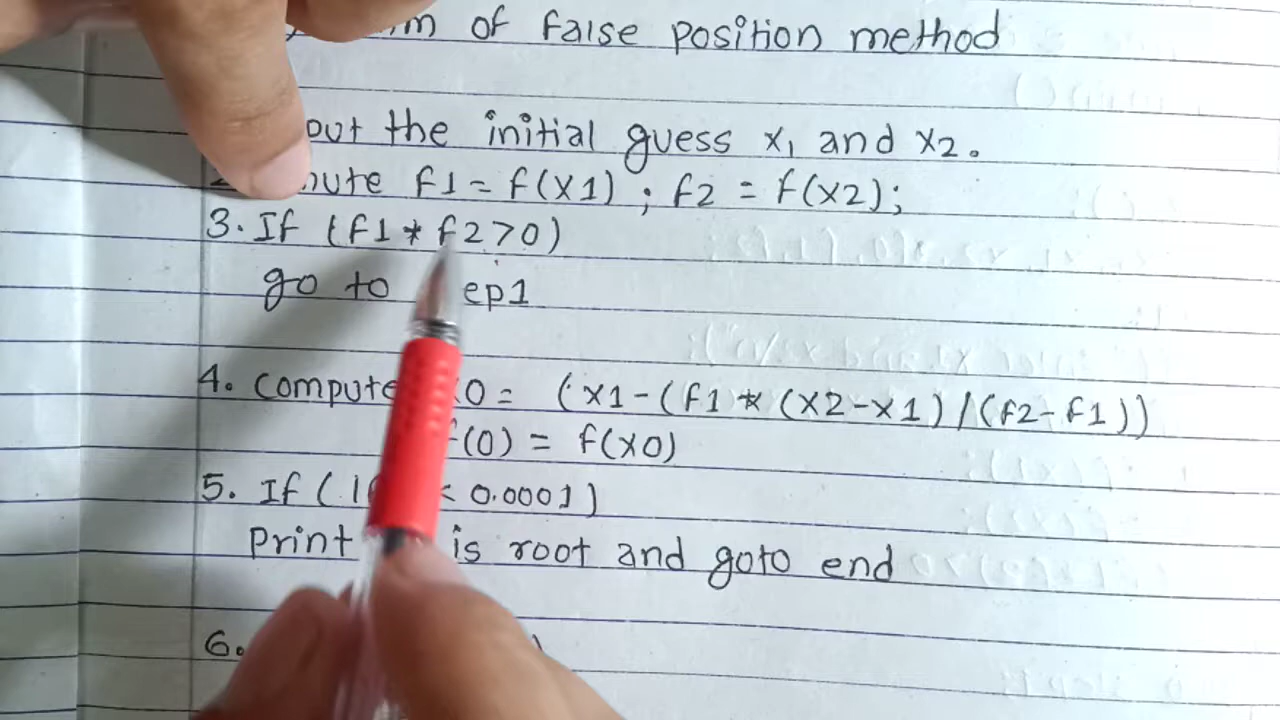 of false position method
the initial guess x₁ and x2.
f1 = f(x1) ; f2 = f(x2);
3. If (f1 * f2 > 0)
go to ep1
4. compute 0 = (x1 - (f1 * (x2 - x1) / (f2 - f1))
(0) = f(x0)
5. If ( < 0.0001)
Print is root and goto end
6.